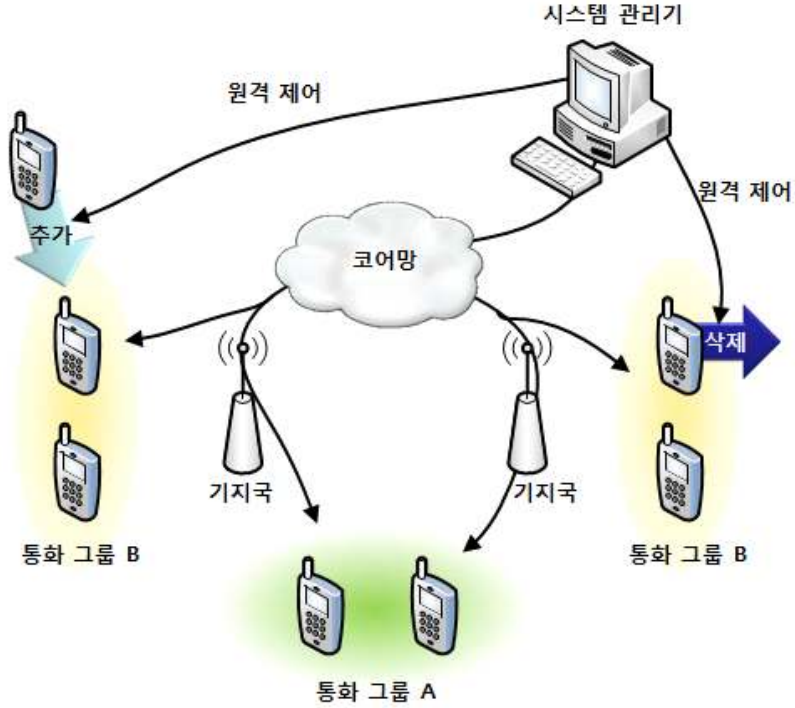 시스템 관리기
원격 제어
원격 제어
추가
코어망
삭제
기지국
기지국
통화 그룹 B
통화 그룹 B
통화 그룹 A